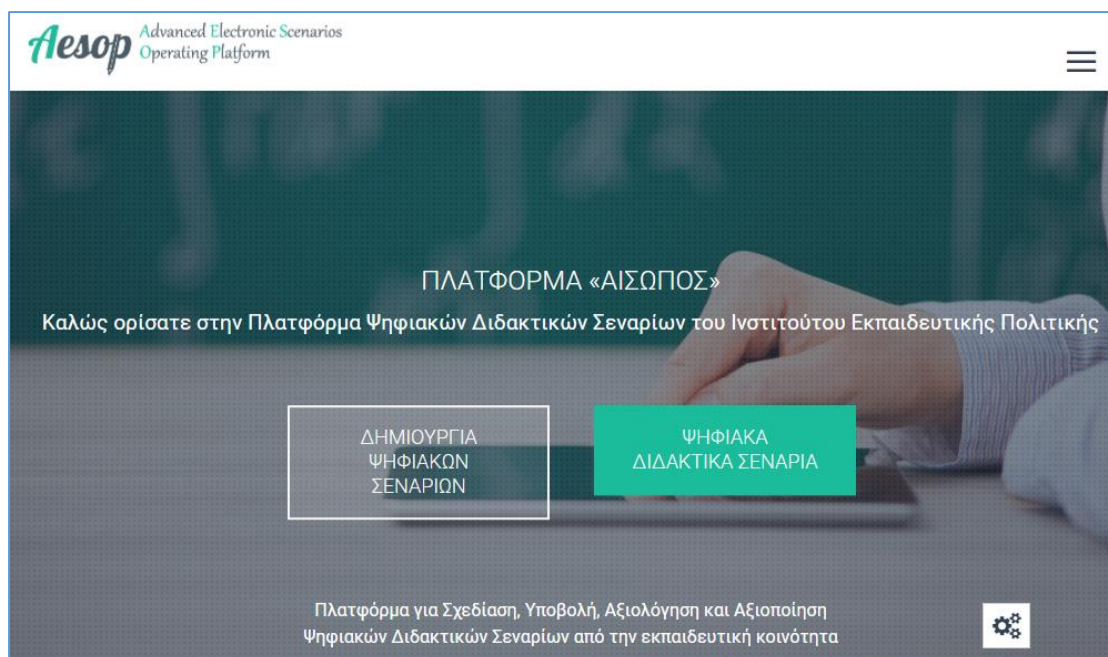 Aesop
Advanced Electronic Scenarios
Operating Platform
ΠΛΑΤΦΟΡΜΑ «ΑΙΣΩΠΟΣ»
Καλώς ορίσατε στην Πλατφόρμα Ψηφιακών Διδακτικών Σεναρίων του Ινστιτούτου Εκπαιδευτικής Πολιτικής
ΔΗΜΙΟΥΡΓΙΑ
ΨΗΦΙΑΚΩΝ
ΣΕΝΑΡΙΩΝ
ΨΗΦΙΑΚΑ
ΔΙΔΑΚΤΙΚΑ ΣΕΝΑΡΙΑ
Πλατφόρμα για Σχεδίαση, Υποβολή, Αξιολόγηση και Αξιοποίηση
Ψηφιακών Διδακτικών Σεναρίων από την εκπαιδευτική κοινότητα